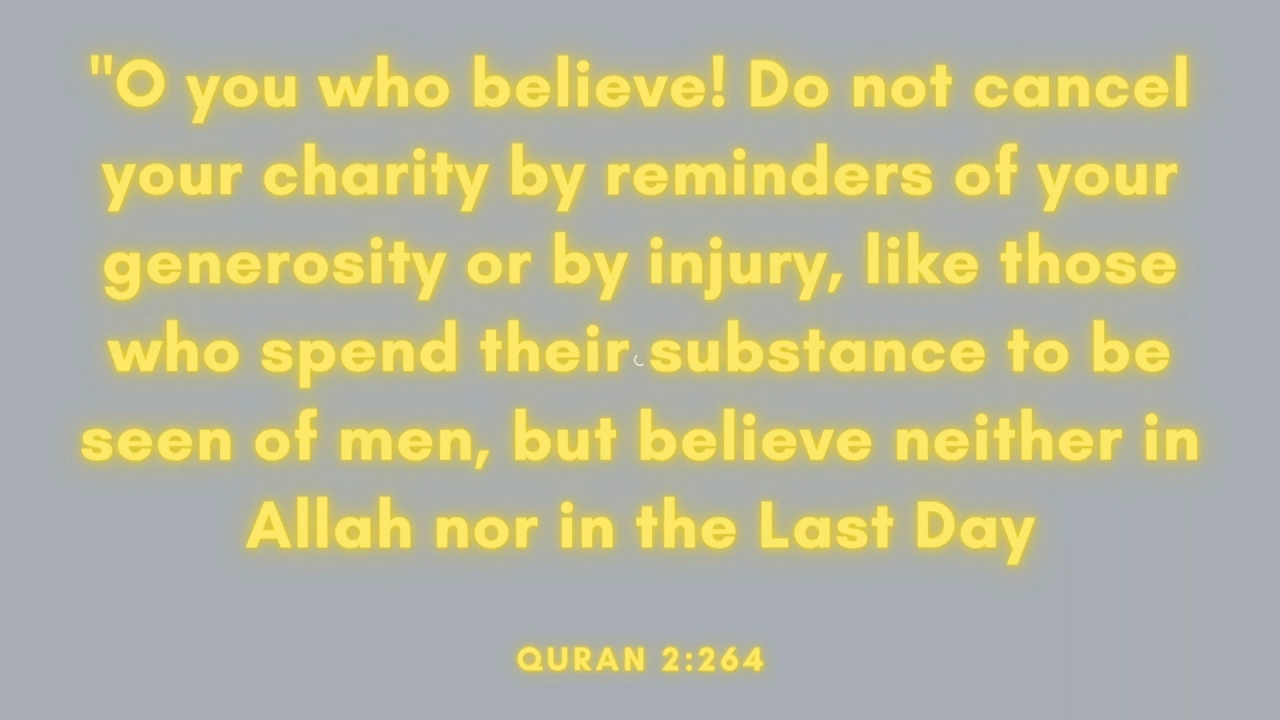 "O you who believe! Do not cancel
your charity by reminders of your
generosity or by injury, like those
who spend their substance to be
seen of men, but believe neither in
Allah nor in the Last Day
QURAN 2:264